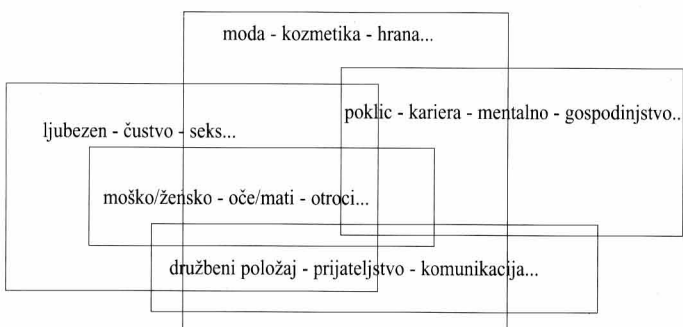 moda - kozmetika - hrana...
poklic - kariera - mentalno - gospodinjstvo..
ljubezen - čustvo - seks...
moško/žensko - oče/mati - otroci...
družbeni položaj - prijateljstvo - komunikacija...